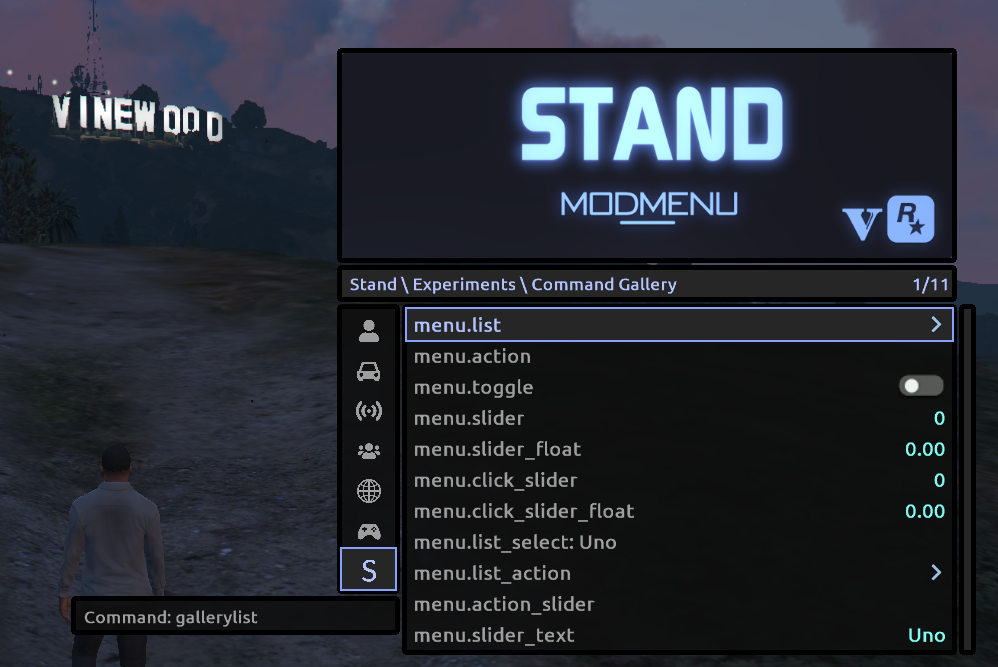 VINEWOOD
STAND
MODMENU
V R
Stand \ Experiments \ Command Gallery 1/11
menu.list
menu.action
menu.toggle
menu.slider 0
menu.slider_float 0.00
menu.click_slider 0
menu.click_slider_float 0.00
menu.list_select: Uno
S menu.list_action
menu.action_slider
Command: gallerylist
menu.slider_text Uno